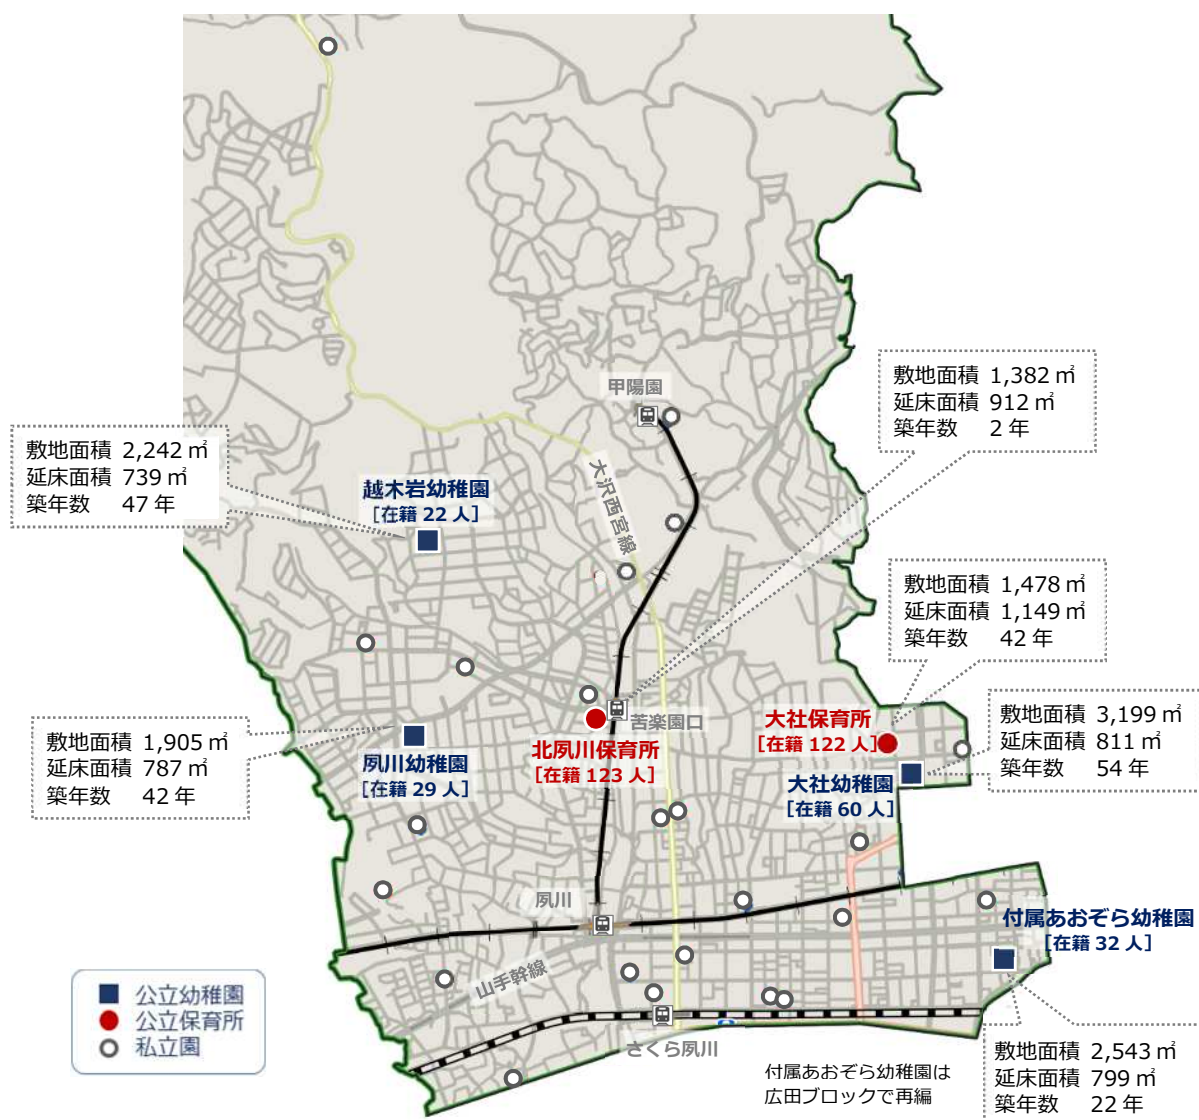 甲陽園
敷地面積 1,382 ㎡
延床面積 912 ㎡
築年数 2 年
敷地面積 2,242 ㎡
延床面積 739 ㎡
築年数 47 年
越木岩幼稚園
［在籍 22 人］
大沢西宮線
敷地面積 1,478 ㎡
延床面積 1,149 ㎡
築年数 42 年
苦楽園口
北夙川保育所
［在籍 123 人］
大社保育所
［在籍 122 人］
敷地面積 3,199 ㎡
延床面積 811 ㎡
築年数 54 年
大社幼稚園
［在籍 60 人］
敷地面積 1,905 ㎡
延床面積 787 ㎡
築年数 42 年
夙川幼稚園
［在籍 29 人］
夙川
山手幹線
付属あおぞら幼稚園
［在籍 32 人］
さくら夙川
公立幼稚園
公立保育所
私立園
付属あおぞら幼稚園は
広田ブロックで再編
敷地面積 2,543 ㎡
延床面積 799 ㎡
築年数 22 年